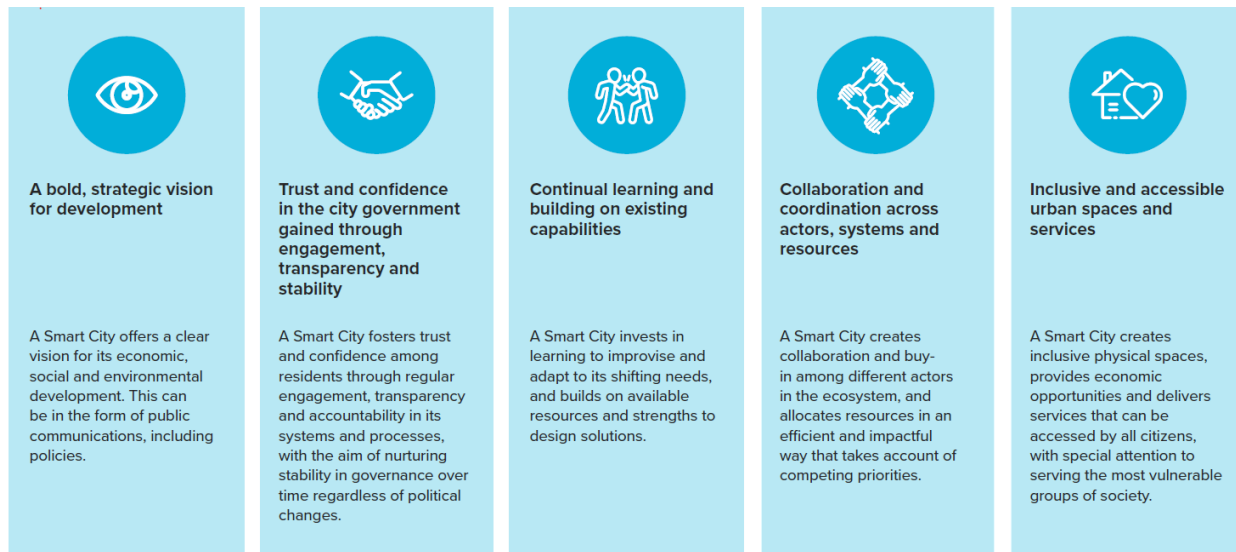 A bold, strategic vision
for development
A Smart City offers a clear
vision for its economic,
social and environmental
development. This can
be in the form of public
communications, including
policies.
Trust and confidence
in the city government
gained through
engagement,
transparency and
stability
A Smart City fosters trust
and confidence among
residents through regular
engagement, transparency
and accountability in its
systems and processes,
with the aim of nurturing
stability in governance over
time regardless of political
changes.
Continual learning and
building on existing
capabilities
A Smart City invests in
learning to improvise and
adapt to its shifting needs,
and builds on available
resources and strengths to
design solutions.
Collaboration and
coordination across
actors, systems and
resources
A Smart City creates
collaboration and buy-
in among different actors
in the ecosystem, and
allocates resources in an
efficient and impactful
way that takes account of
competing priorities.
Inclusive and accessible
urban spaces and
services
A Smart City creates
inclusive physical spaces,
provides economic
opportunities and delivers
services that can be
accessed by all citizens,
with special attention to
serving the most vulnerable
groups of society.